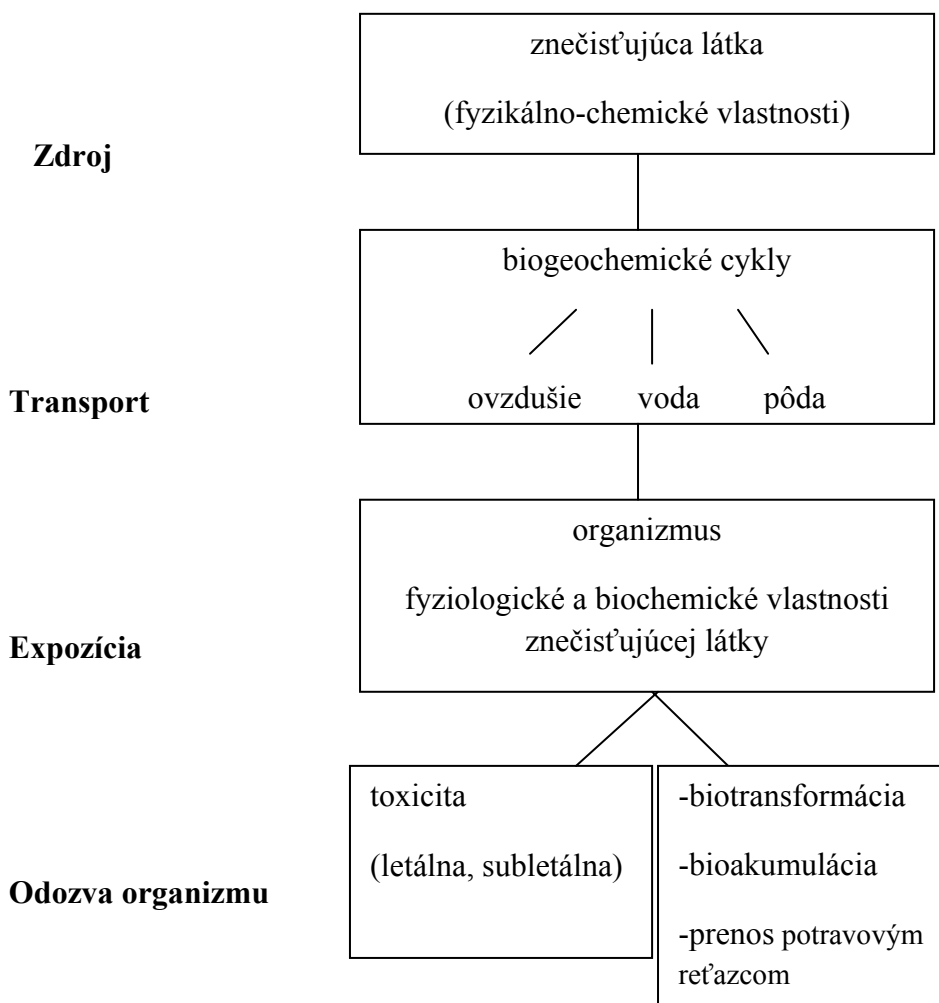 znečisťujúca látka
(fyzikálno-chemické vlastnosti)
Zdroj
biogeochemické cykly
ovzdušie voda pôda
Transport
organizmus
fyziologické a biochemické vlastnosti
znečisťujúcej látky
Expozícia
toxicita
(letálna, subletálna)
-biotransformácia
-bioakumulácia
-prenos potravovým
reťazcom
Odozva organizmu